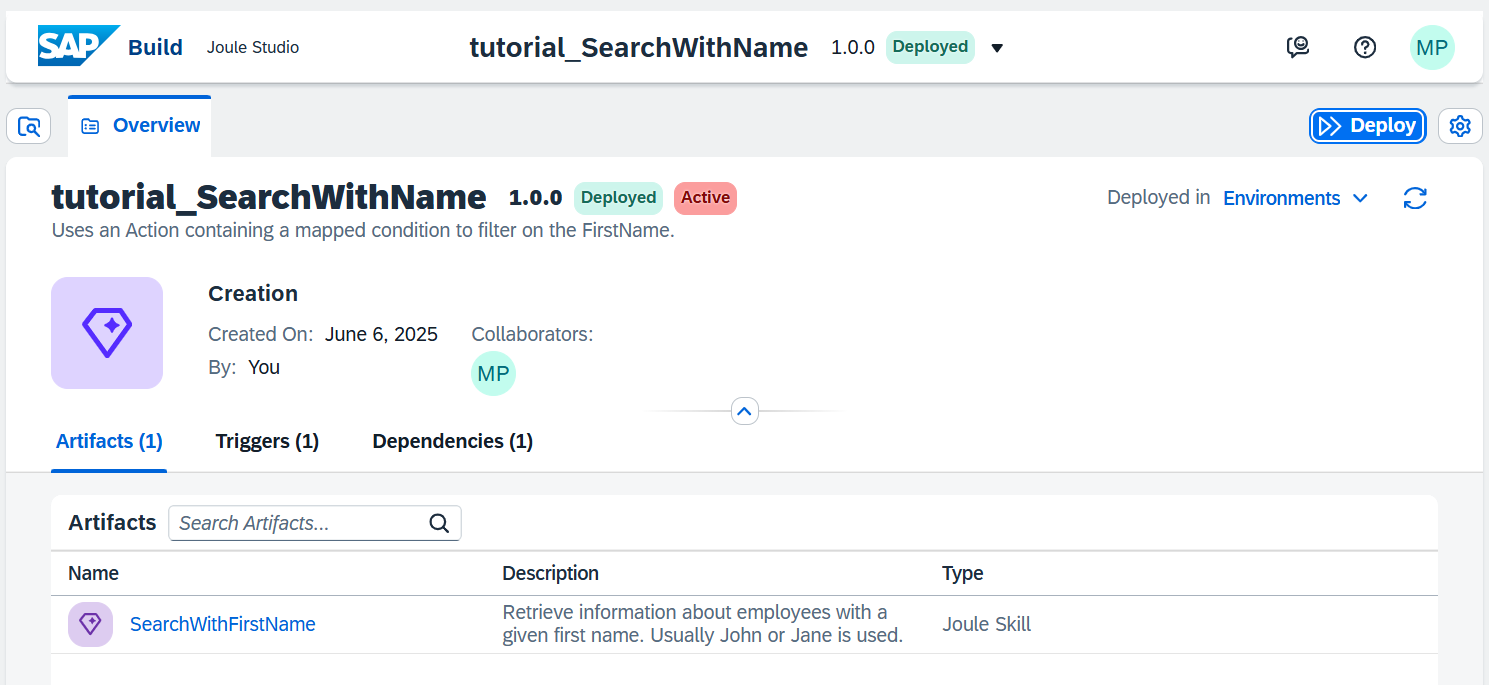 SAP Build Joule Studio tutorial_SearchWithName 1.0.0 Deployed MP
Overview Deploy
tutorial_SearchWithName 1.0.0 Deployed Active Deployed in Environments
Uses an Action containing a mapped condition to filter on the FirstName.
Creation
Created On: June 6, 2025 Collaborators:
By: You MP
Artifacts (1) Triggers (1) Dependencies (1)
Artifacts Search Artifacts...
Name Description Type
SearchWithFirstName Retrieve information about employees with a
given first name. Usually John or Jane is used. Joule Skill